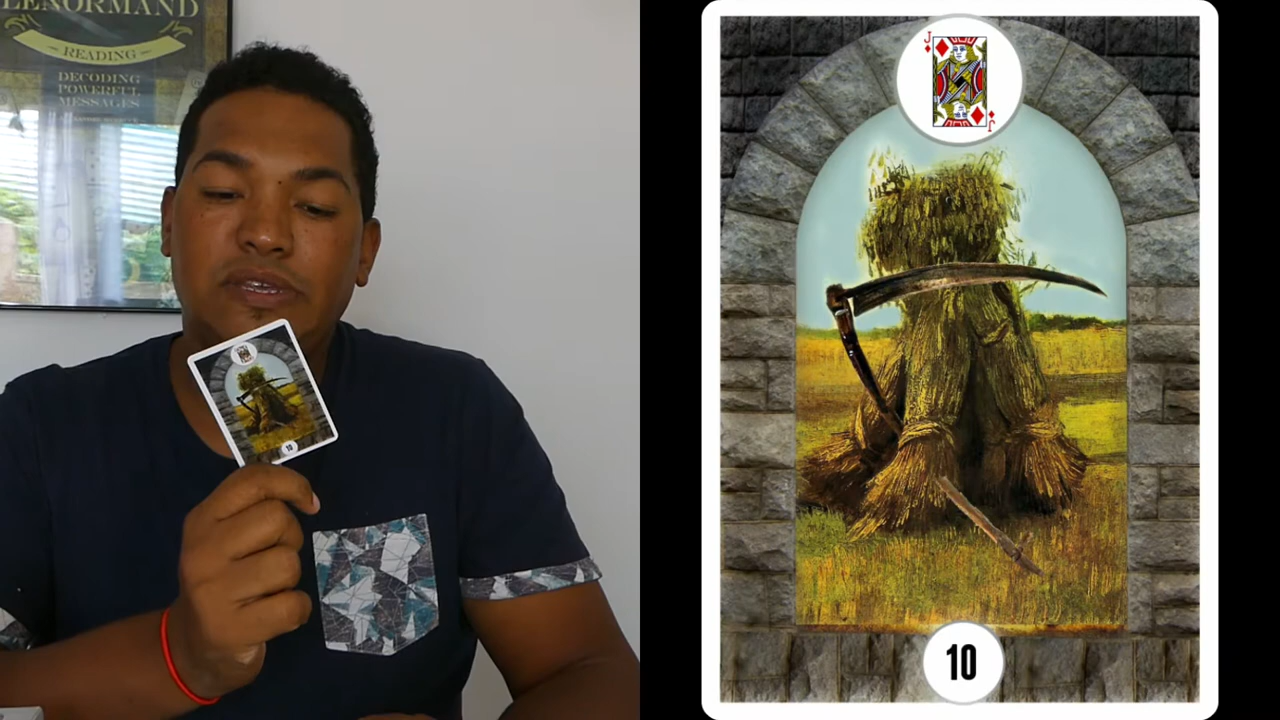 LENORMAND
READING
DECODING
POWERFUL
MESSAGES
J
J
10